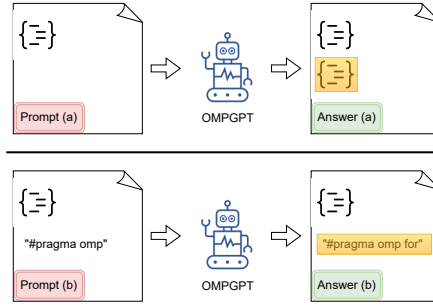 Prompt (a)
OMPGPT
Answer (a)
"#pragma omp"
"#pragma omp for"
Prompt (b)
OMPGPT
Answer (b)